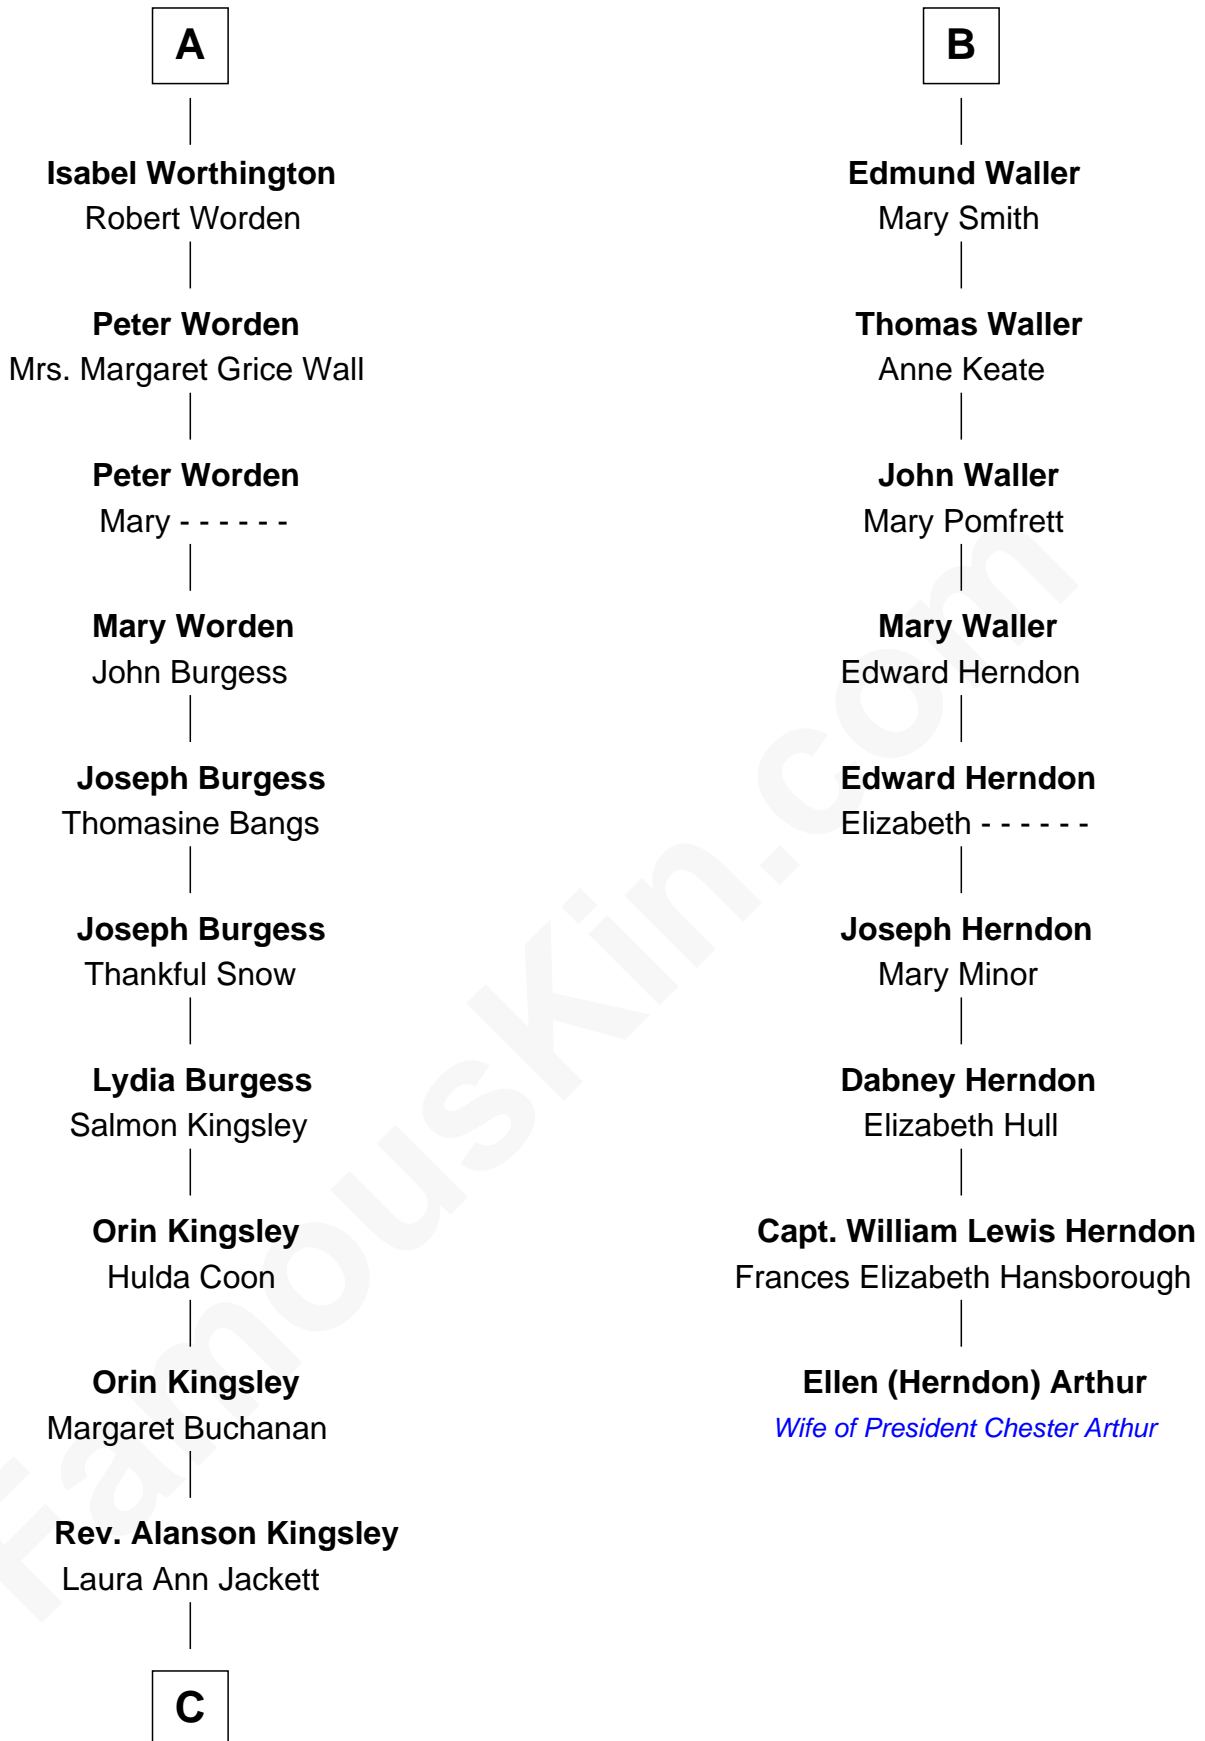 A
Isabel Worthington
Robert Worden
Peter Worden
Mrs. Margaret Grice Wall
Peter Worden
Mary - - - - - -
Mary Worden
John Burgess
Joseph Burgess
Thomasine Bangs
Joseph Burgess
Thankful Snow
Lydia Burgess
Salmon Kingsley
Orin Kingsley
Hulda Coon
Orin Kingsley
Margaret Buchanan
Rev. Alanson Kingsley
Laura Ann Jackett
C
B
Edmund Waller
Mary Smith
Thomas Waller
Anne Keate
John Waller
Mary Pomfrett
Mary Waller
Edward Herndon
Edward Herndon
Elizabeth - - - - - -
Joseph Herndon
Mary Minor
Dabney Herndon
Elizabeth Hull
Capt. William Lewis Herndon
Frances Elizabeth Hansborough
Ellen (Herndon) Arthur
Wife of President Chester Arthur
FamousKin.com